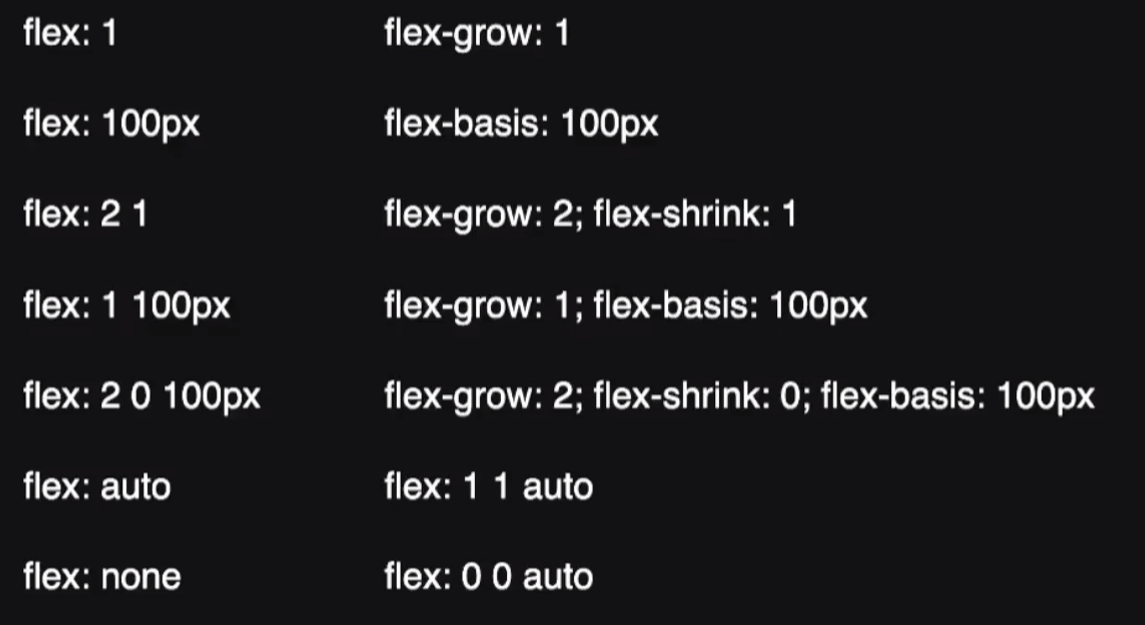 flex: 1 flex-grow: 1
flex: 100px flex-basis: 100px
flex: 2 1 flex-grow: 2; flex-shrink: 1
flex: 1 100px flex-grow: 1; flex-basis: 100px
flex: 2 0 100px flex-grow: 2; flex-shrink: 0; flex-basis: 100px
flex: auto flex: 1 1 auto
flex: none flex: 0 0 auto